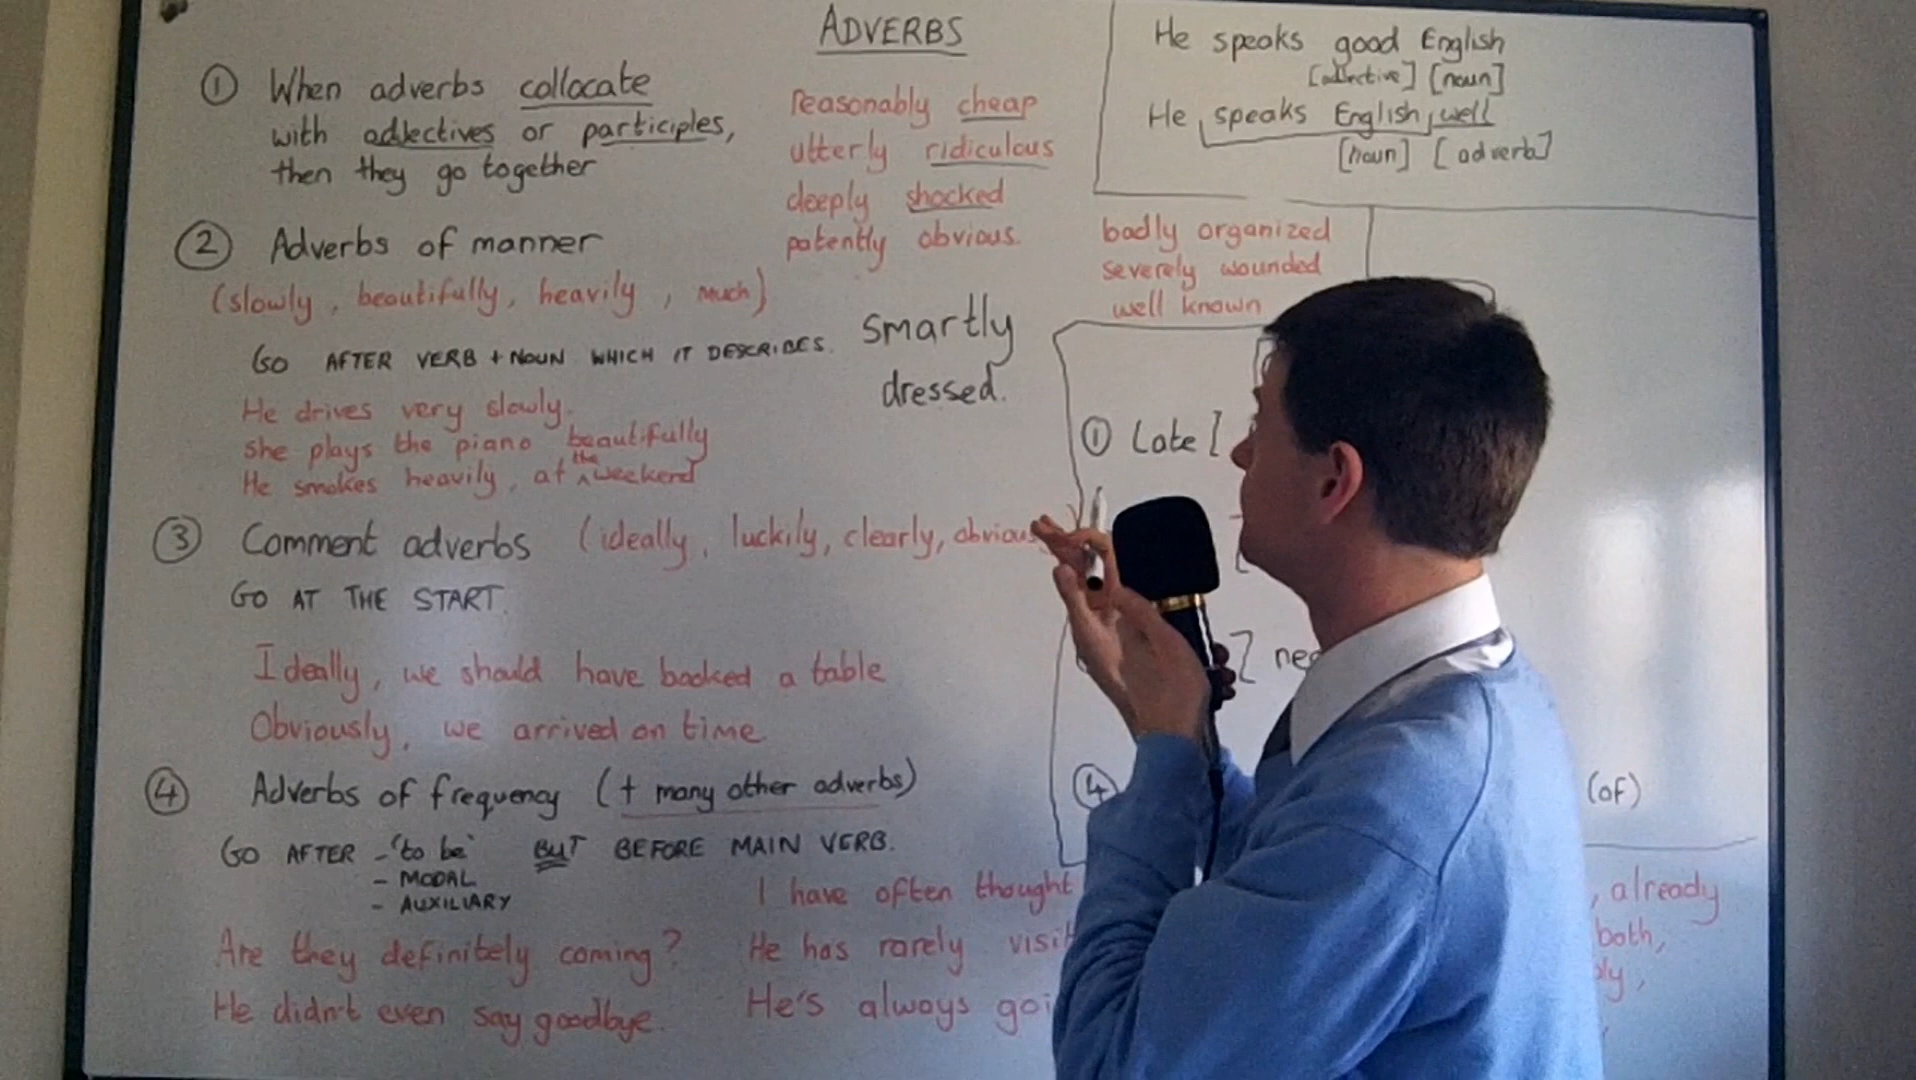 ADVERBS
① When adverbs collocate
with adjectives or participles,
then they go together
reasonably cheap
utterly ridiculous
deeply shocked
patently obvious.
He speaks good English
[adjective] [noun]
He speaks English well
[noun] [adverb]
badly organized
severely wounded
well known
② Adverbs of manner
(slowly, beautifully, heavily, much)
GO AFTER VERB + NOUN WHICH IT DESCRIBES.
smartly
dressed.
He drives very slowly.
She plays the piano beautifully
He smokes heavily, at the weekend
③ Comment adverbs (ideally, luckily, clearly,
GO AT THE START.
Ideally, we should have booked a table
Obviously, we arrived on time
④ Adverbs of frequency (+ many other adverbs)
GO AFTER - 'to be' BUT BEFORE MAIN VERB.
- MODAL
- AUXILIARY
Are they definitely coming?
He didn't even say goodbye.
I have often thought
He has rarely
He's always
① Late [
]
④ (of)
, already
both,